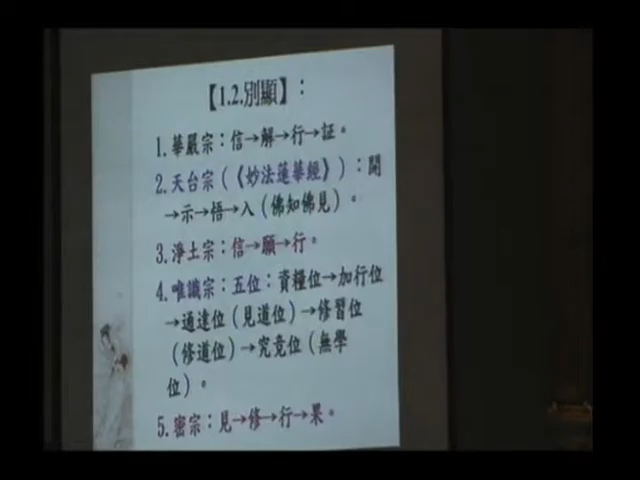 【1.2.別顯】：
1.華嚴宗：信→解→行→証。
2.天台宗（《妙法蓮華經》）：開
→示→悟→入（佛知佛見）。
3.淨土宗：信→願→行。
4.唯識宗：五位：資糧位→加行位
→通達位（見道位）→修習位
（修道位）→究竟位（無學
位）。
5.密宗：見→修→行→果。